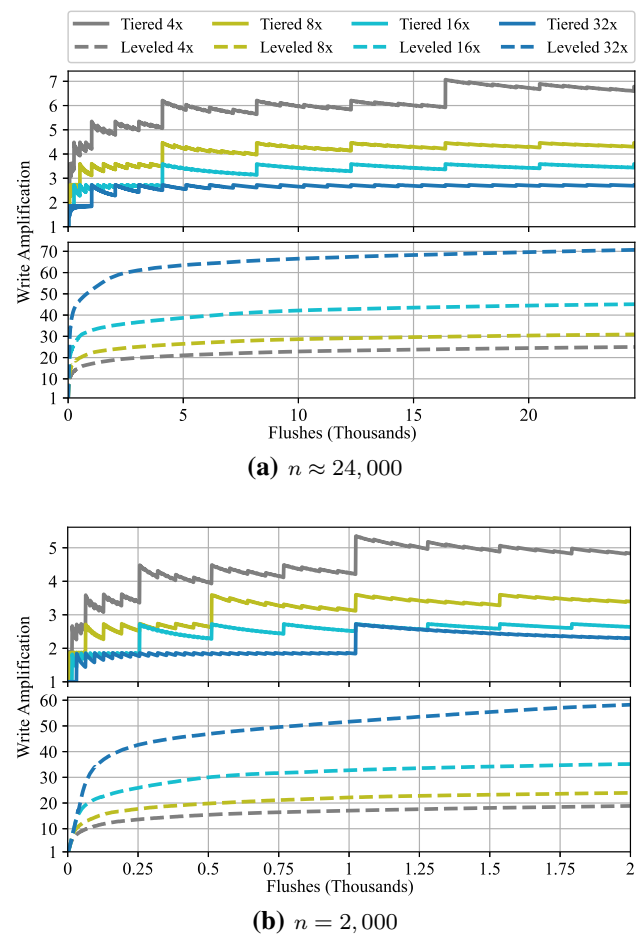 Tiered 4x Tiered 8x Tiered 16x Tiered 32x
Leveled 4x Leveled 8x Leveled 16x Leveled 32x
7
6
5
4
3
2
1
Write Amplification
70
60
50
40
30
20
10
1
0 5 10 15 20
Flushes (Thousands)
(a) n ≈ 24, 000
5
4
3
2
1
Write Amplification
60
50
40
30
20
10
1
0 0.25 0.5 0.75 1 1.25 1.5 1.75 2
Flushes (Thousands)
(b) n = 2, 000